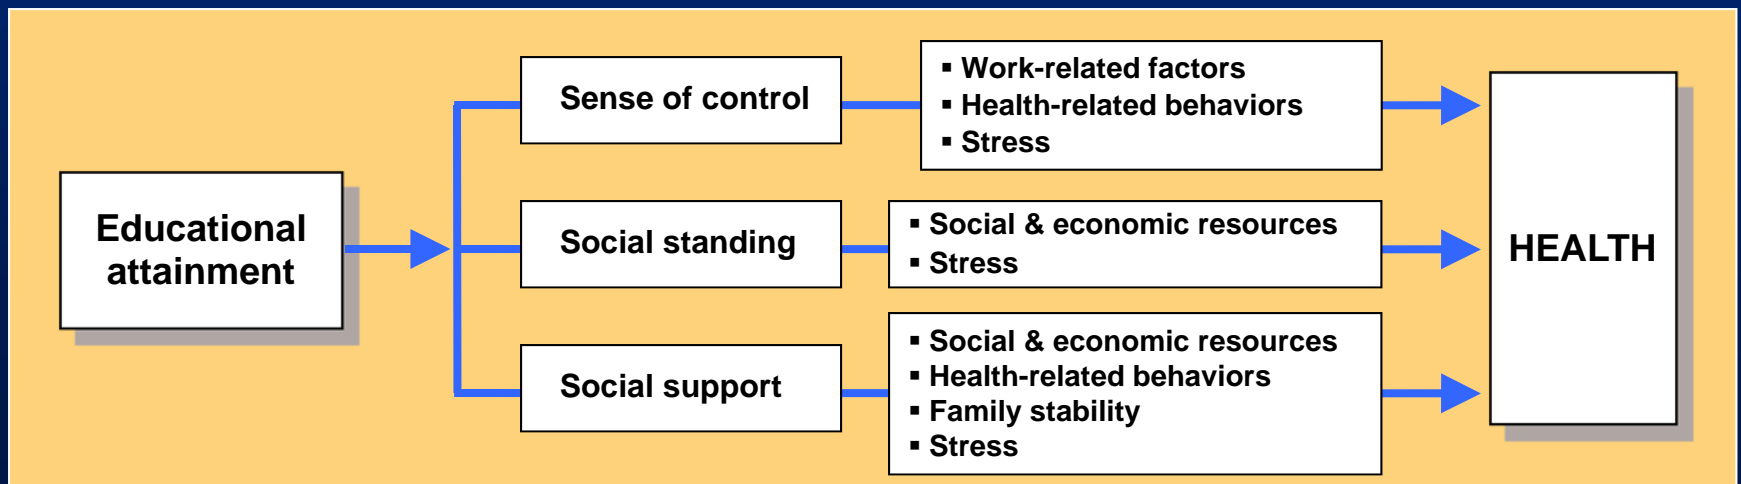 Educational
attainment
Sense of control
▪ Work-related factors
▪ Health-related behaviors
▪ Stress
Social standing
▪ Social & economic resources
▪ Stress
Social support
▪ Social & economic resources
▪ Health-related behaviors
▪ Family stability
▪ Stress
HEALTH